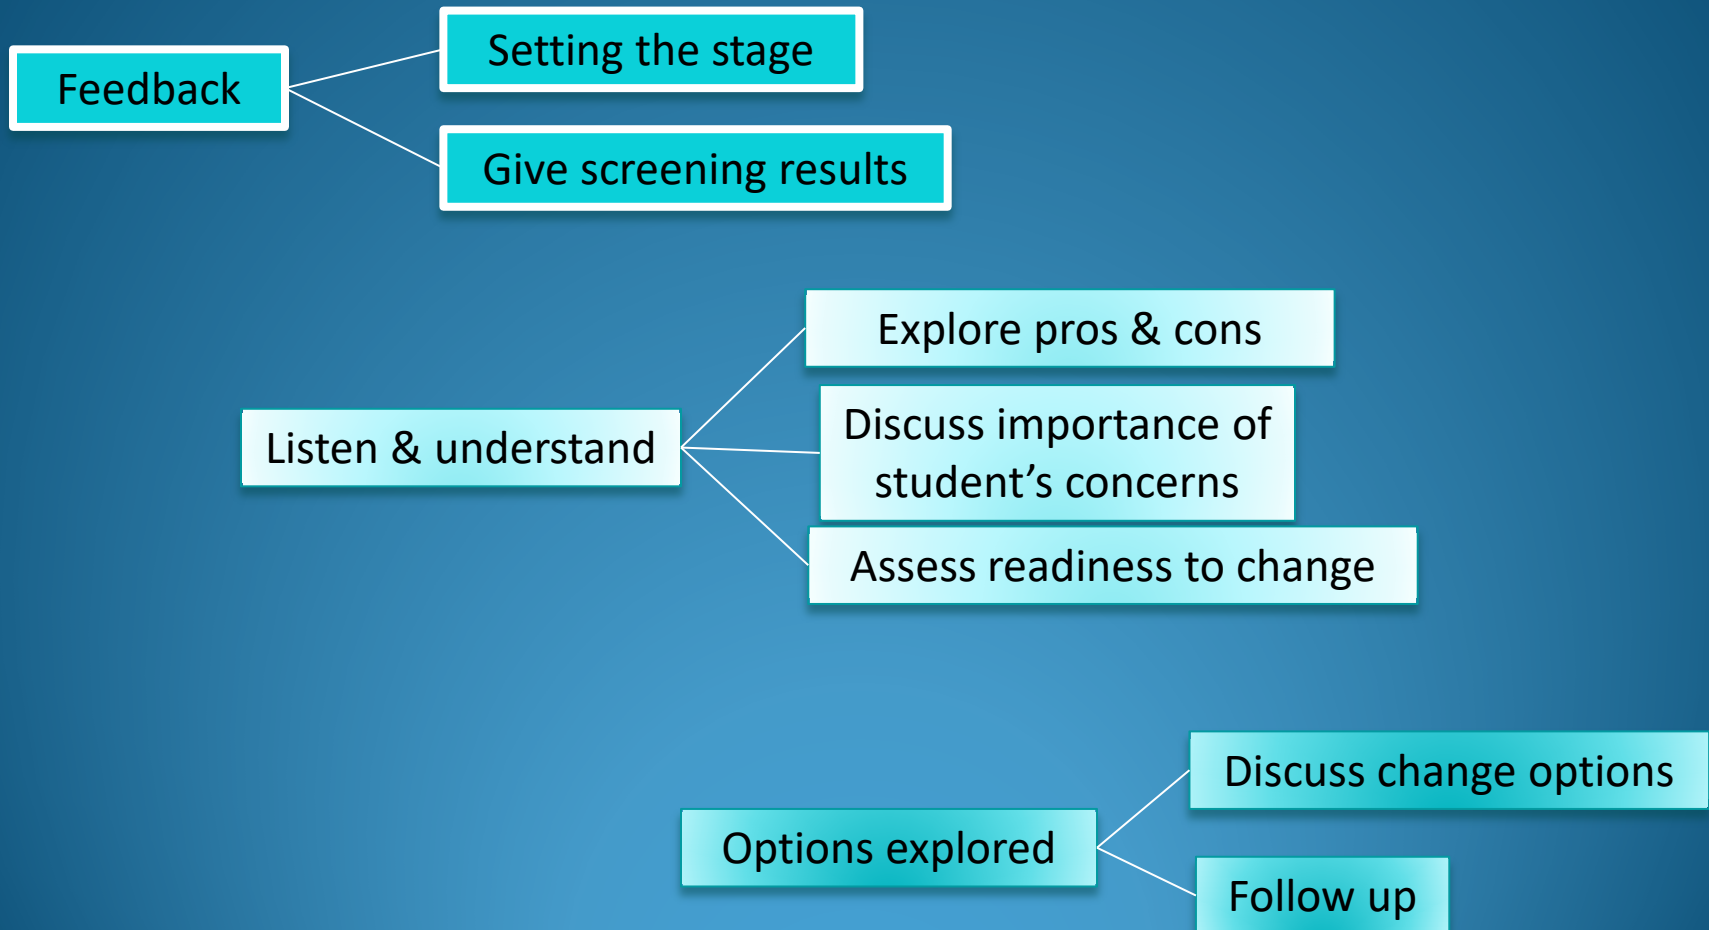 Feedback
Setting the stage
Give screening results
Listen & understand
Explore pros & cons
Discuss importance of
student’s concerns
Assess readiness to change
Options explored
Discuss change options
Follow up